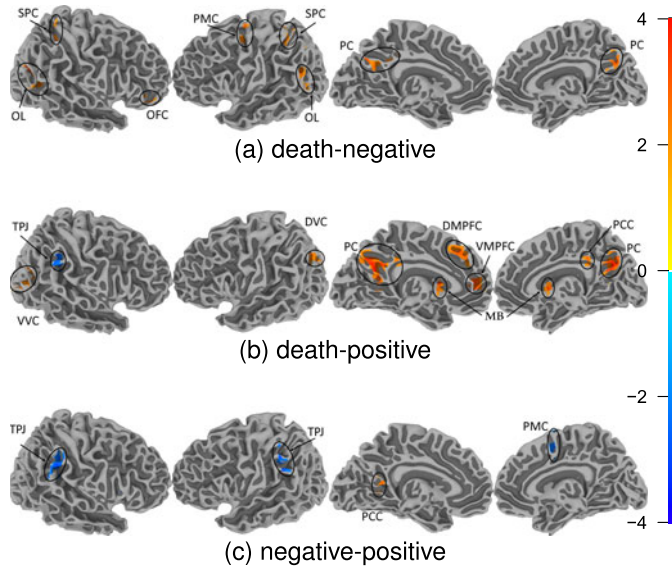 SPC
PMC
SPC
PC
PC
OL
OFC
OL
(a) death-negative
TPJ
DVC
PC
DMPFC
VMPFC
PCC
PC
VVC
MB
(b) death-positive
TPJ
TPJ
PMC
PCC
(c) negative-positive
4
2
0
−2
−4